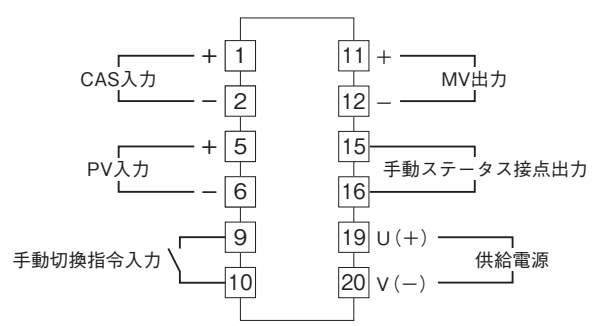 CAS入力 + 1 11 + MV出力
− 2 12 −
PV入力 + 5 15 手動ステータス接点出力
− 6 16
手動切換指令入力 9 19 U（+） 供給電源
10 20 V（−）